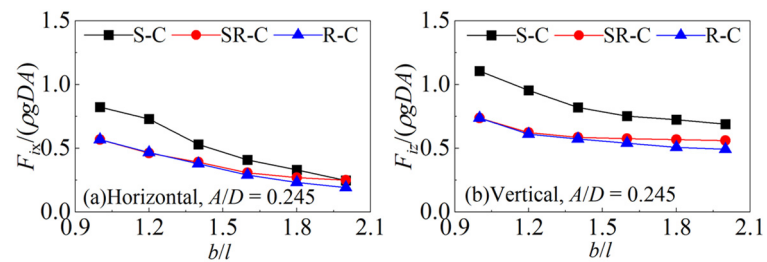 S-C SR-C R-C
F_ix/(ρgDA)
1.5
1.0
0.5
0.0
(a)Horizontal, A/D = 0.245
0.9 1.2 1.5 1.8 2.1
b/l
S-C SR-C R-C
F_iz/(ρgDA)
1.5
1.0
0.5
0.0
(b)Vertical, A/D = 0.245
0.9 1.2 1.5 1.8 2.1
b/l